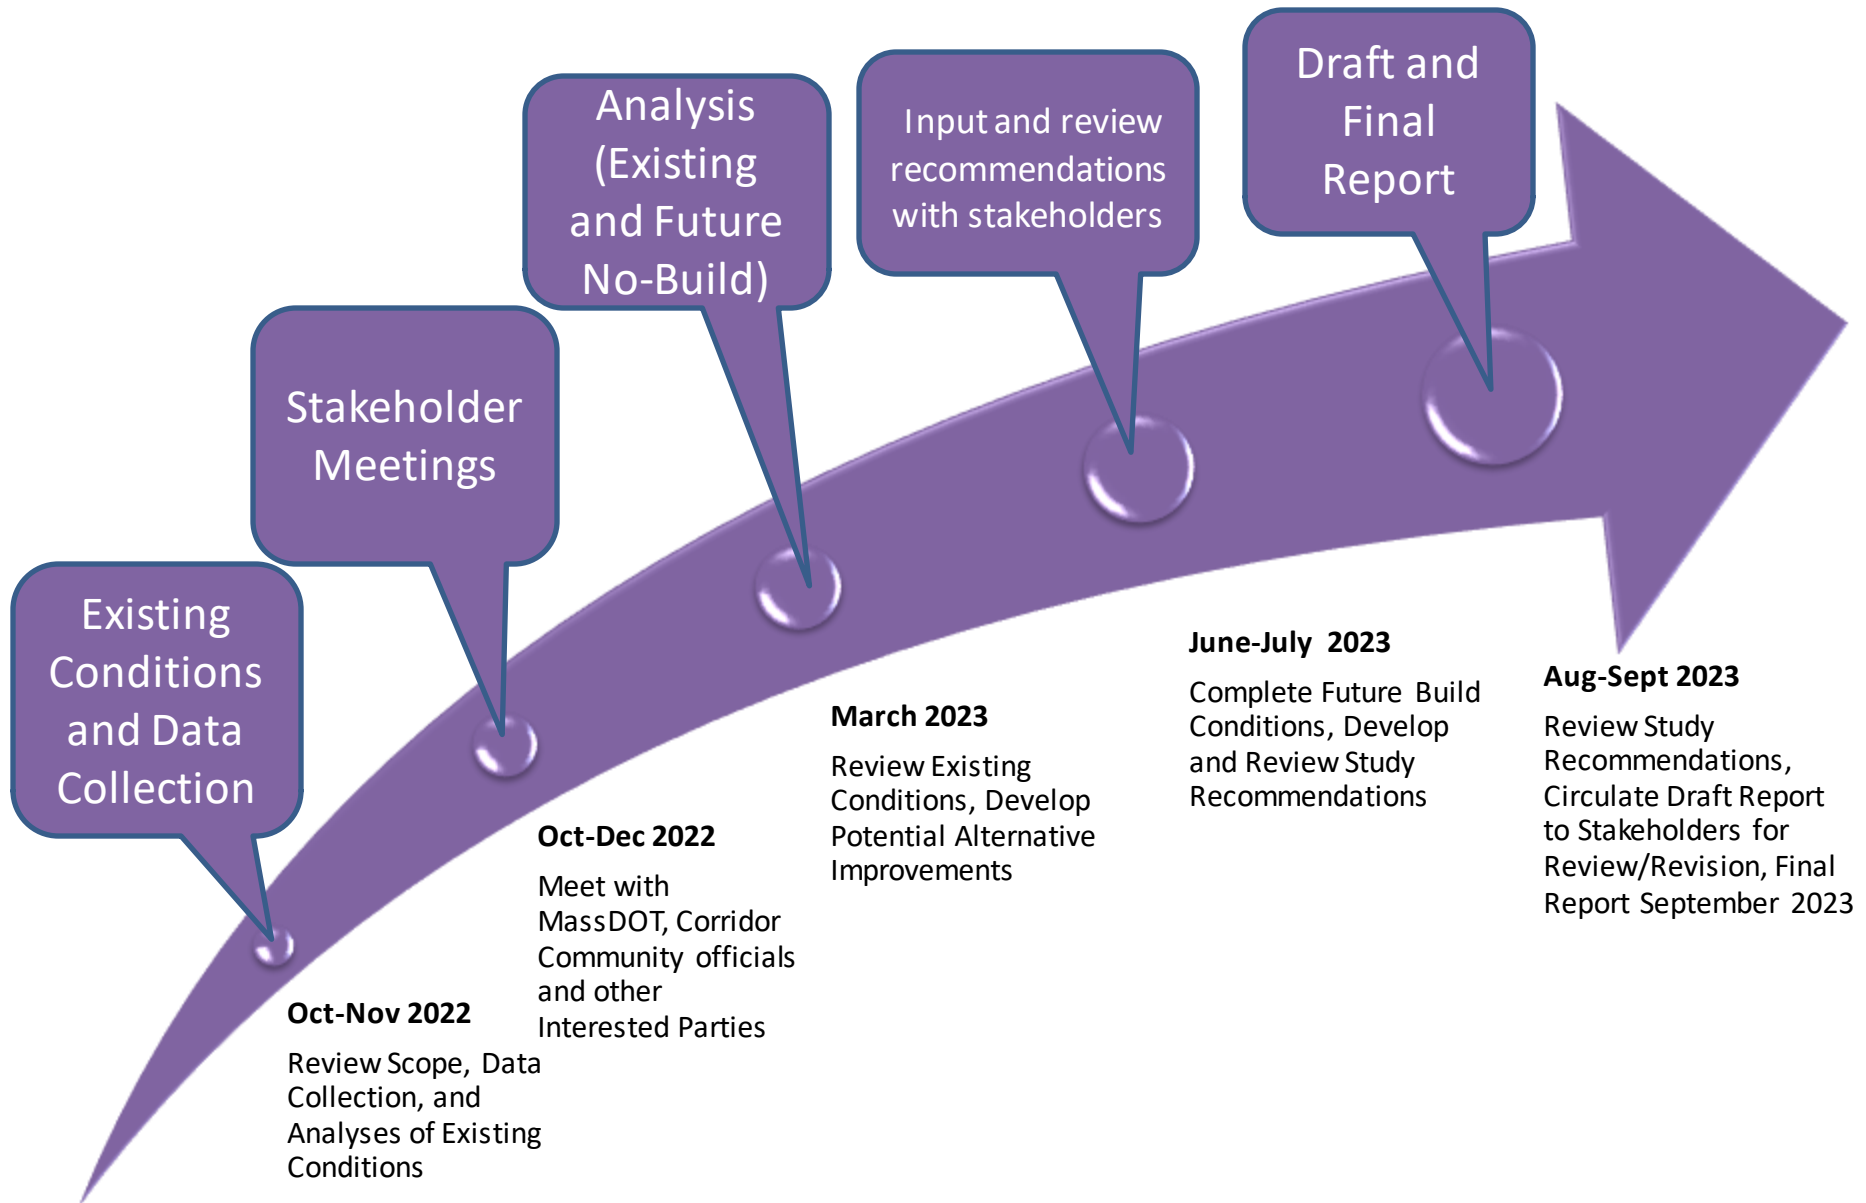 Existing
Conditions
and Data
Collection
Stakeholder
Meetings
Analysis
(Existing
and Future
No-Build)
Input and review
recommendations
with stakeholders
Draft and
Final
Report
Oct-Nov 2022
Review Scope, Data
Collection, and
Analyses of Existing
Conditions
Oct-Dec 2022
Meet with
MassDOT, Corridor
Community officials
and other
Interested Parties
March 2023
Review Existing
Conditions, Develop
Potential Alternative
Improvements
June-July 2023
Complete Future Build
Conditions, Develop
and Review Study
Recommendations
Aug-Sept 2023
Review Study
Recommendations,
Circulate Draft Report
to Stakeholders for
Review/Revision, Final
Report September 2023